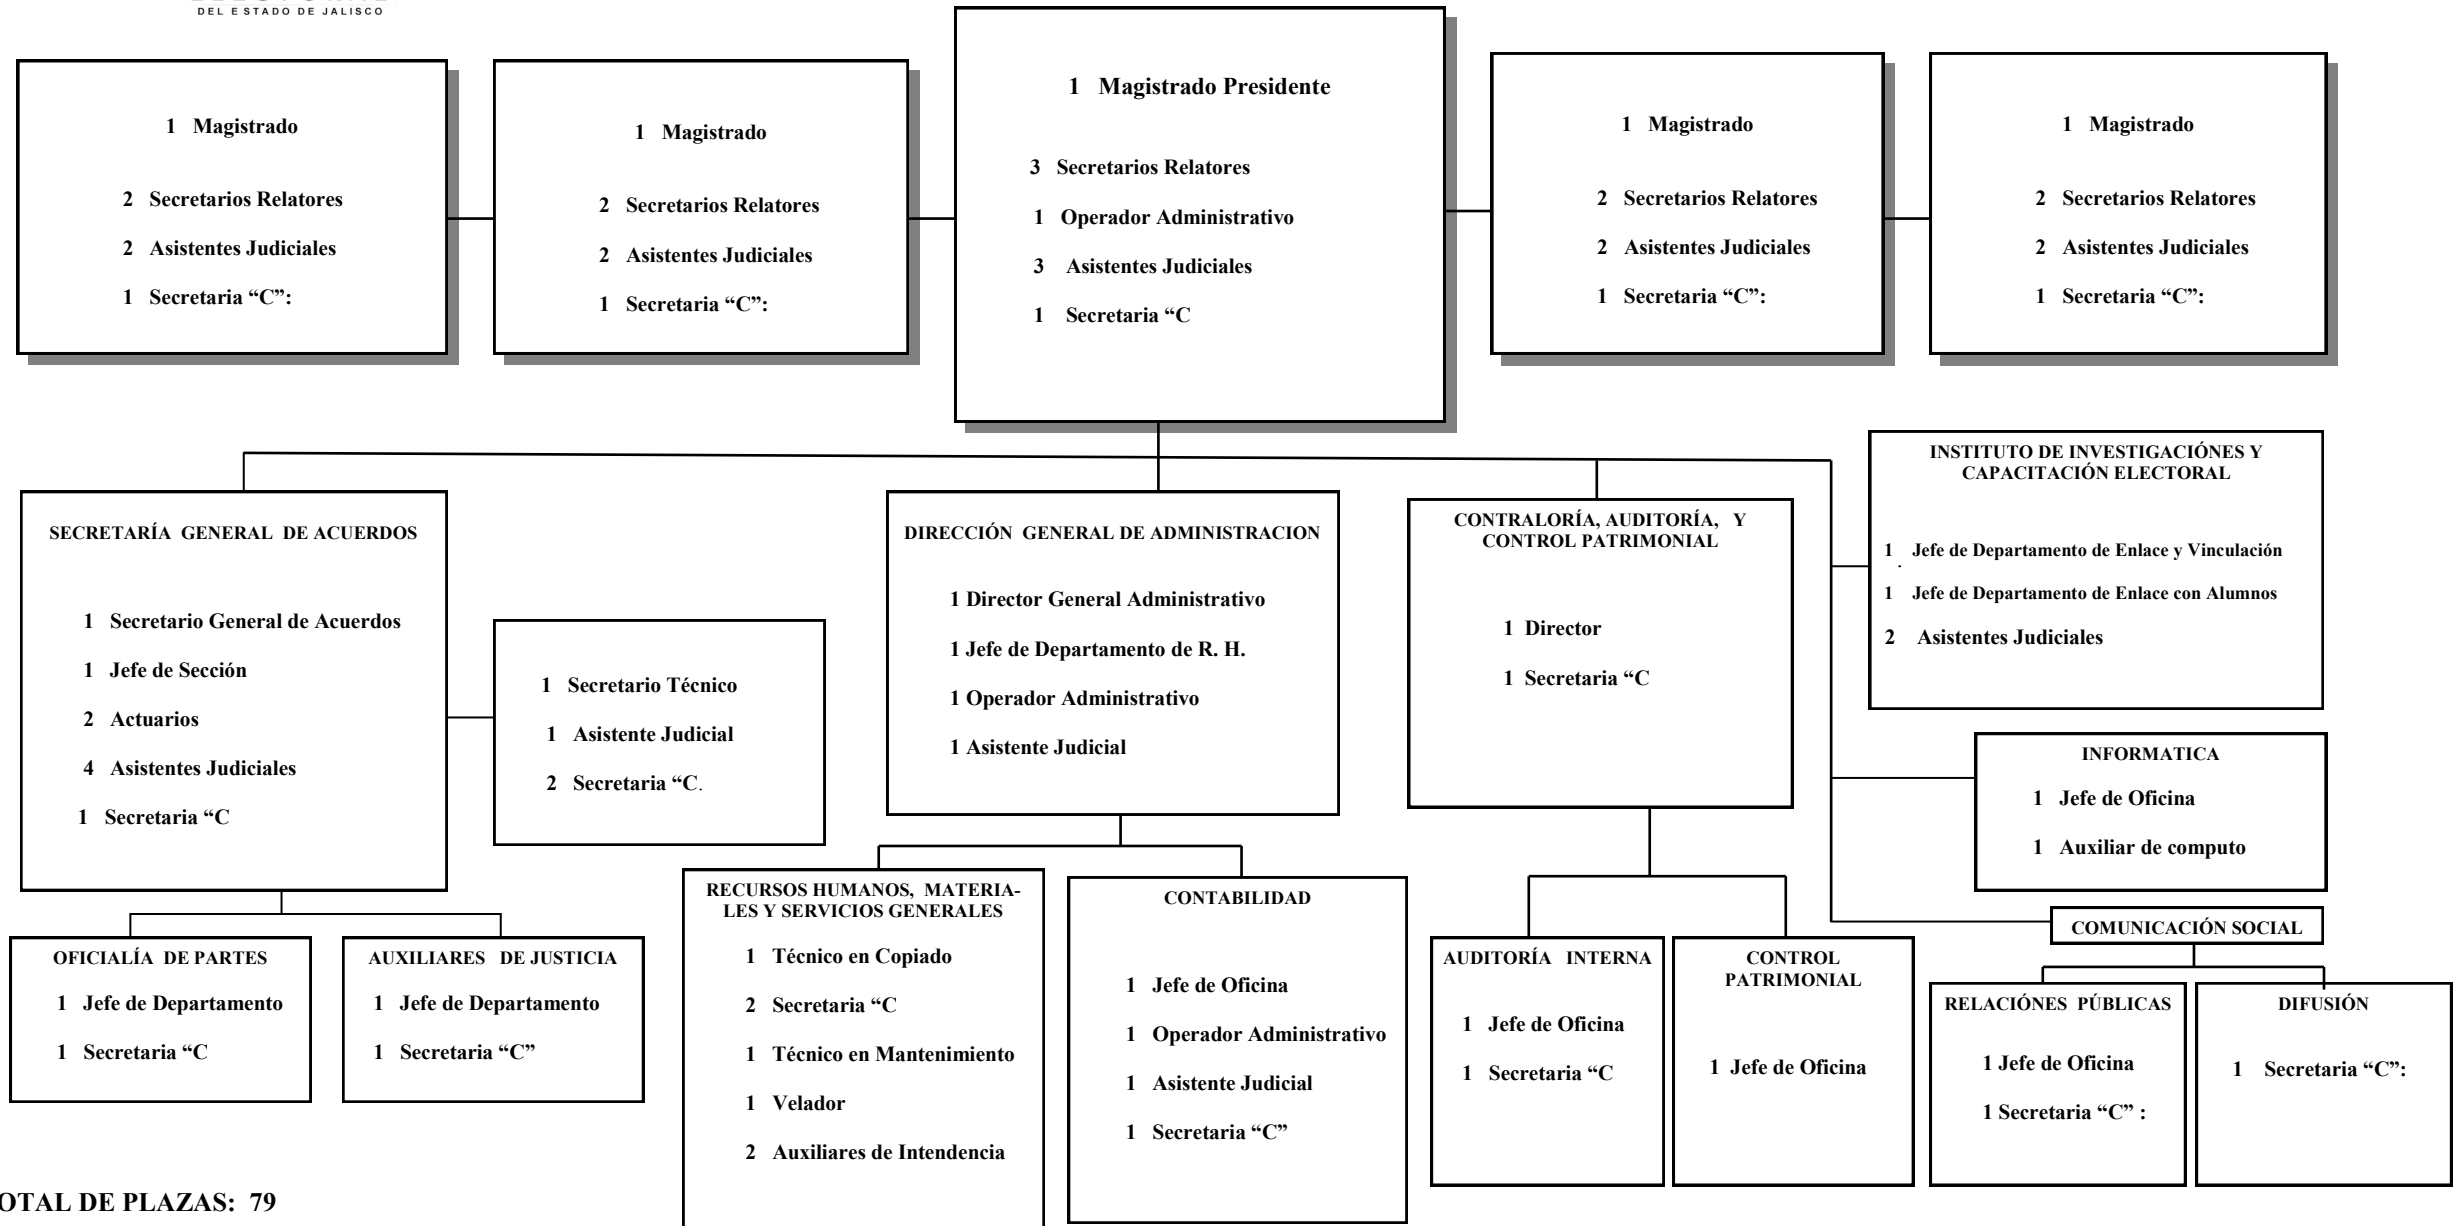 DEL ESTADO DE JALISCO
1 Magistrado
2 Secretarios Relatores
2 Asistentes Judiciales
1 Secretaria “C”:
1 Magistrado
2 Secretarios Relatores
2 Asistentes Judiciales
1 Secretaria “C”:
1 Magistrado Presidente
3 Secretarios Relatores
1 Operador Administrativo
3 Asistentes Judiciales
1 Secretaria “C
1 Magistrado
2 Secretarios Relatores
2 Asistentes Judiciales
1 Secretaria “C”:
1 Magistrado
2 Secretarios Relatores
2 Asistentes Judiciales
1 Secretaria “C”:
SECRETARÍA GENERAL DE ACUERDOS
1 Secretario General de Acuerdos
1 Jefe de Sección
2 Actuarios
4 Asistentes Judiciales
1 Secretaria “C
1 Secretario Técnico
1 Asistente Judicial
2 Secretaria “C.
DIRECCIÓN GENERAL DE ADMINISTRACION
1 Director General Administrativo
1 Jefe de Departamento de R. H.
1 Operador Administrativo
1 Asistente Judicial
CONTRALORÍA, AUDITORÍA, Y
CONTROL PATRIMONIAL
1 Director
1 Secretaria “C
INSTITUTO DE INVESTIGACIÓNES Y
CAPACITACIÓN ELECTORAL
1 Jefe de Departamento de Enlace y Vinculación
.
1 Jefe de Departamento de Enlace con Alumnos
2 Asistentes Judiciales
INFORMATICA
1 Jefe de Oficina
1 Auxiliar de computo
OFICIALÍA DE PARTES
1 Jefe de Departamento
1 Secretaria “C
AUXILIARES DE JUSTICIA
1 Jefe de Departamento
1 Secretaria “C”
RECURSOS HUMANOS, MATERIA-
LES Y SERVICIOS GENERALES
1 Técnico en Copiado
2 Secretaria “C
1 Técnico en Mantenimiento
1 Velador
2 Auxiliares de Intendencia
CONTABILIDAD
1 Jefe de Oficina
1 Operador Administrativo
1 Asistente Judicial
1 Secretaria “C”
AUDITORÍA INTERNA
1 Jefe de Oficina
1 Secretaria “C
CONTROL
PATRIMONIAL
1 Jefe de Oficina
COMUNICACIÓN SOCIAL
RELACIÓNES PÚBLICAS
1 Jefe de Oficina
1 Secretaria “C” :
DIFUSIÓN
1 Secretaria “C”:
OTAL DE PLAZAS: 79